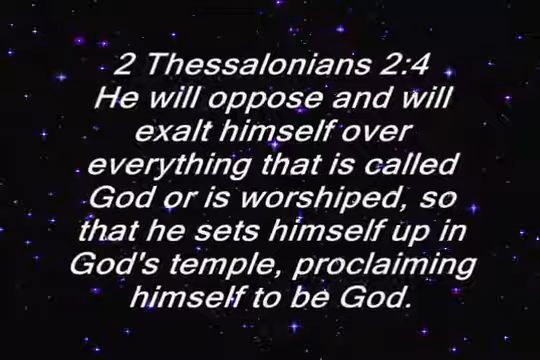 2 Thessalonians 2:4
He will oppose and will
exalt himself over
everything that is called
God or is worshiped, so
that he sets himself up in
God's temple, proclaiming
himself to be God.